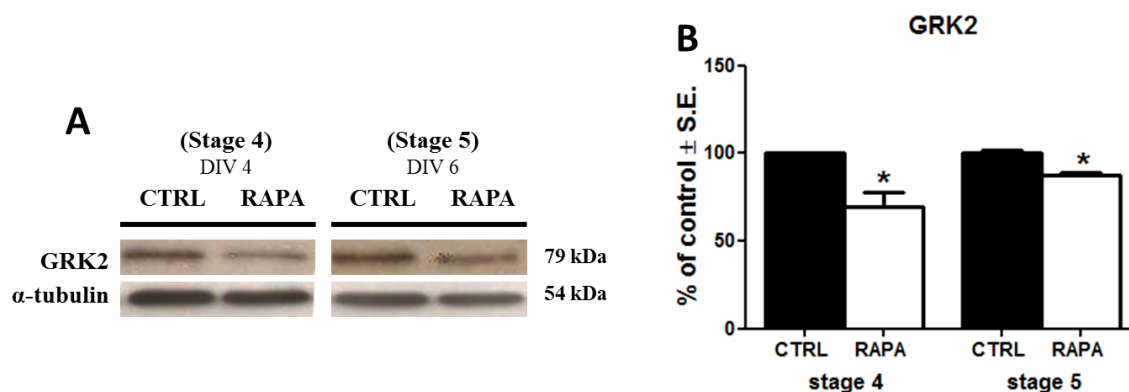 A
(Stage 4) (Stage 5)
DIV 4 DIV 6
CTRL RAPA CTRL RAPA
GRK2 79 kDa
α-tubulin 54 kDa
B
GRK2
% of control ± S.E.
150
100
50
0
* *
CTRL RAPA CTRL RAPA
stage 4 stage 5